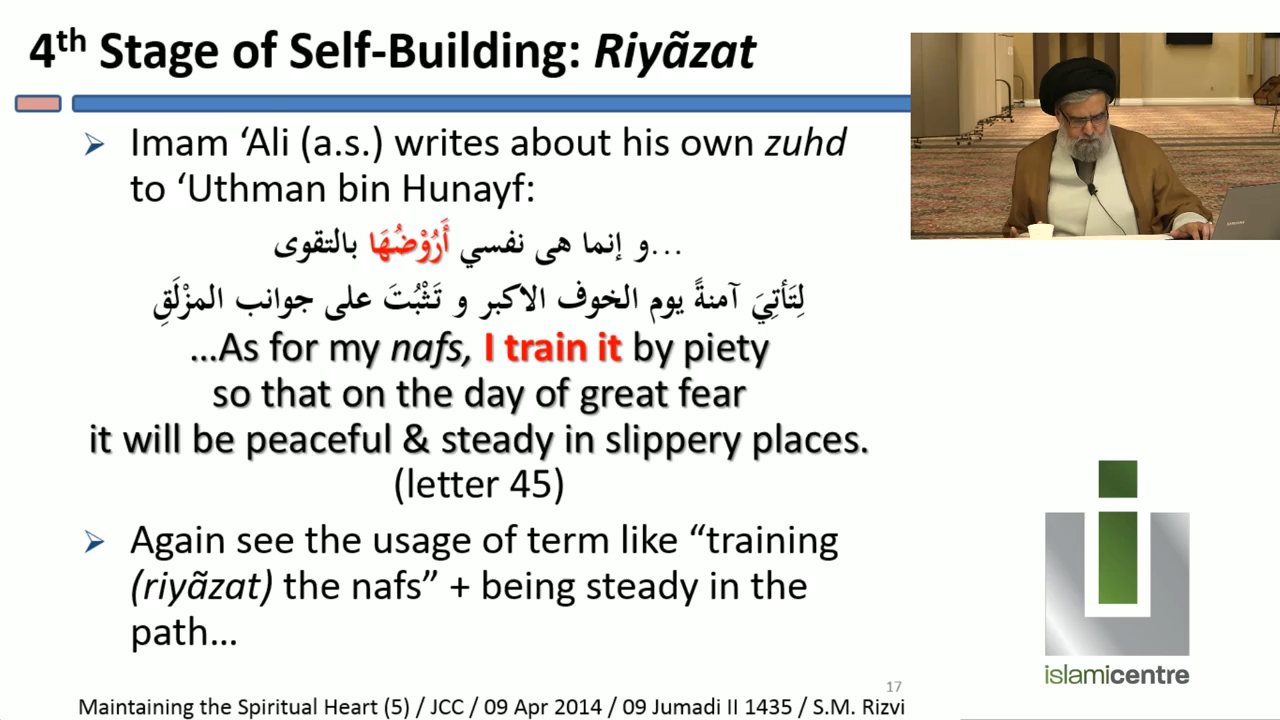 4th Stage of Self-Building: Riyãzat
Imam ‘Ali (a.s.) writes about his own zuhd
to ‘Uthman bin Hunayf:
…و إنما هى نفسي أَرُوْضُهَا بالتقوى
لِتَأتِيَ آمنةً يوم الخوف الاكبر و تَثْبُتَ على جوانب المزْلَقِ
…As for my nafs, I train it by piety
so that on the day of great fear
it will be peaceful & steady in slippery places.
(letter 45)
Again see the usage of term like “training
(riyãzat) the nafs” + being steady in the
path…
17
Maintaining the Spiritual Heart (5) / JCC / 09 Apr 2014 / 09 Jumadi II 1435 / S.M. Rizvi
islamicentre